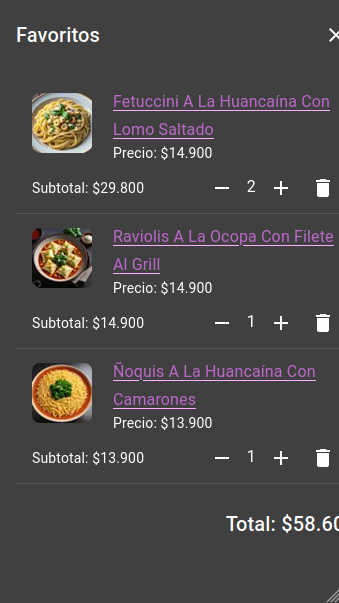 Favoritos
Fetuccini A La Huancaína Con
Lomo Saltado
Precio: $14.900
Subtotal: $29.800
2
Raviolis A La Ocopa Con Filete
Al Grill
Precio: $14.900
Subtotal: $14.900
1
Ñoquis A La Huancaína Con
Camarones
Precio: $13.900
Subtotal: $13.900
1
Total: $58.60